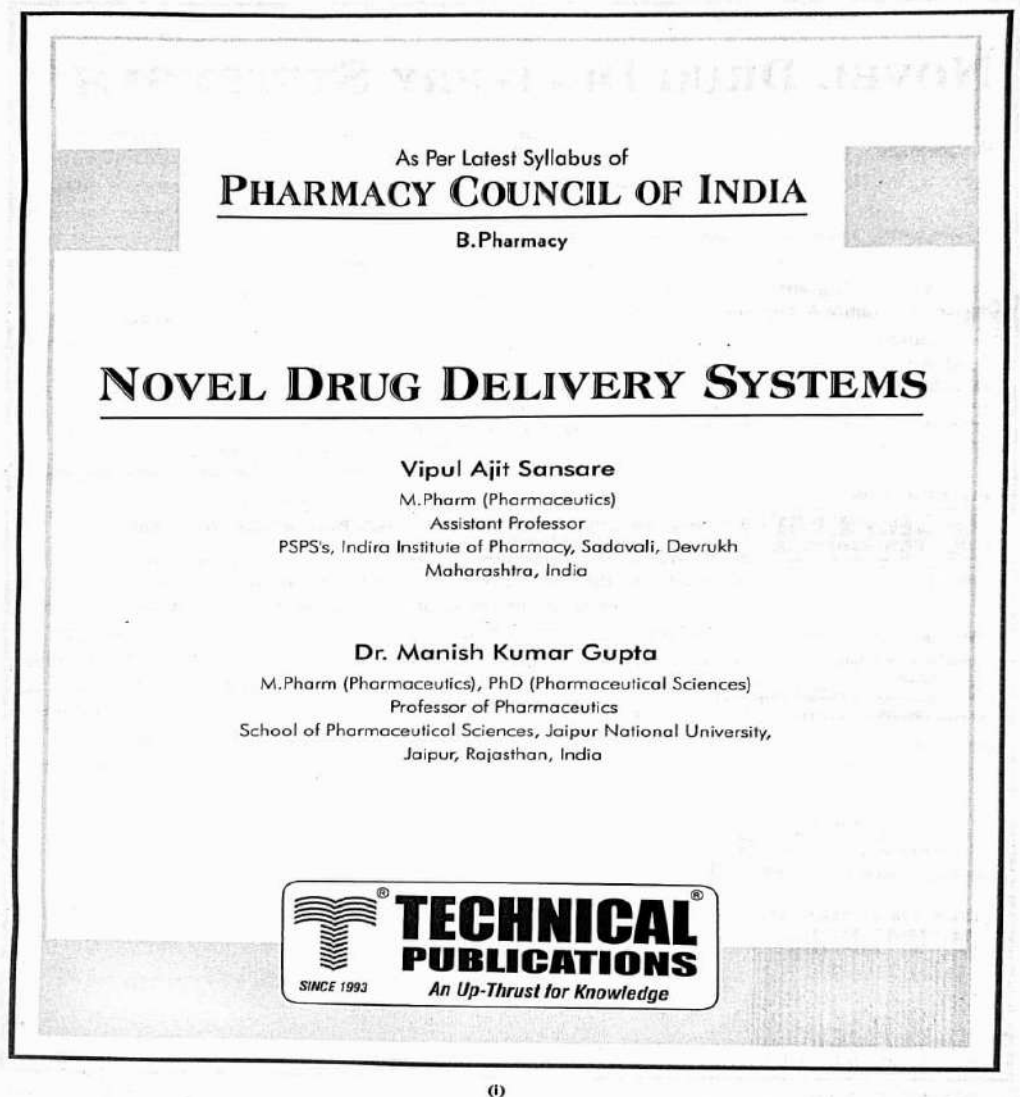 As Per Latest Syllabus of
PHARMACY COUNCIL OF INDIA
B.Pharmacy
NOVEL DRUG DELIVERY SYSTEMS
Vipul Ajit Sansare
M.Pharm (Pharmaceutics)
Assistant Professor
PSPS's, Indira Institute of Pharmacy, Sadavali, Devrukh
Maharashtra, India
Dr. Manish Kumar Gupta
M.Pharm (Pharmaceutics), PhD (Pharmaceutical Sciences)
Professor of Pharmaceutics
School of Pharmaceutical Sciences, Jaipur National University,
Jaipur, Rajasthan, India
® TECHNICAL ®
PUBLICATIONS
SINCE 1993 An Up-Thrust for Knowledge
(i)